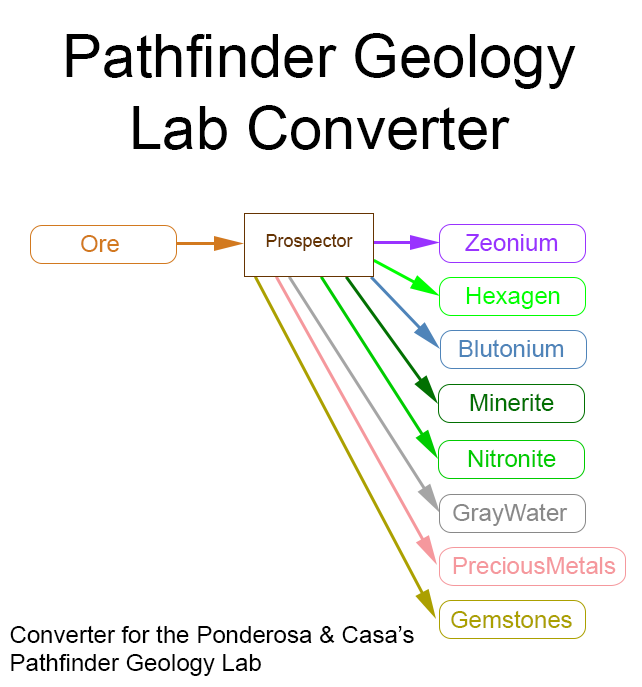 Pathfinder Geology
Lab Converter
Ore
Prospector
Zeonium
Hexagen
Blutonium
Minerite
Nitronite
GrayWater
PreciousMetals
Gemstones
Converter for the Ponderosa & Casa’s
Pathfinder Geology Lab